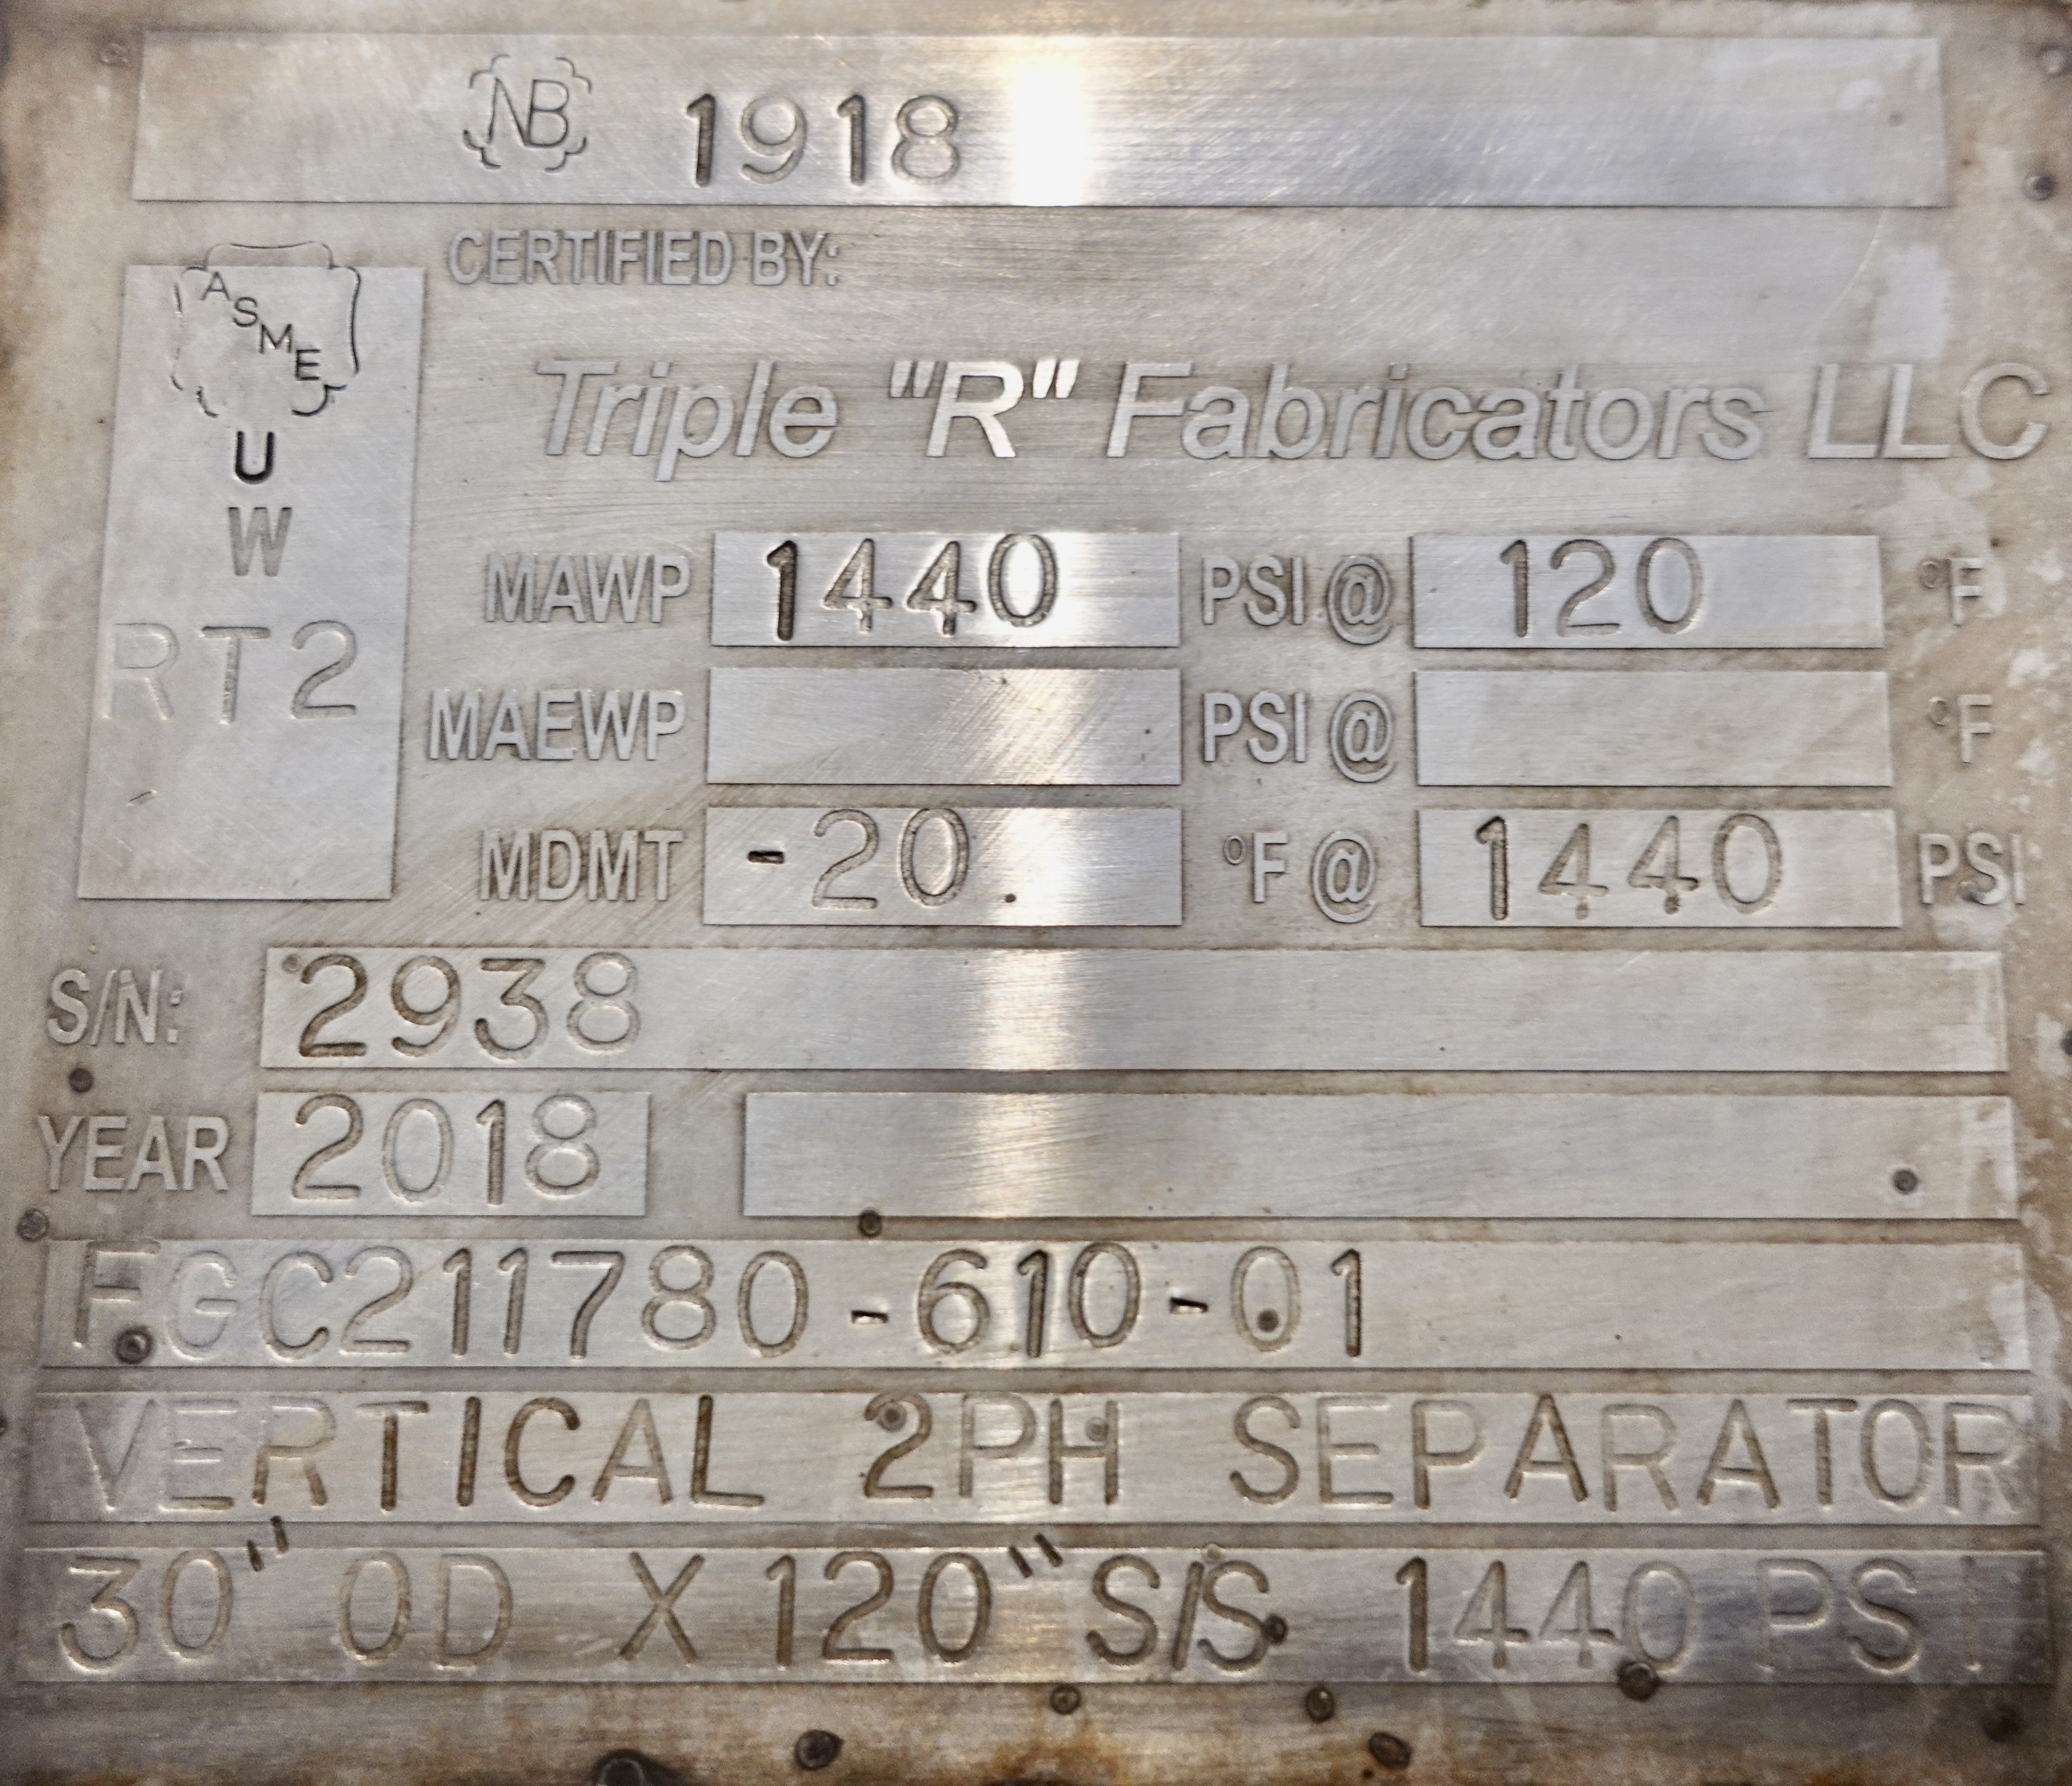 NB 1918
CERTIFIED BY:
ASME
Triple "R" Fabricators LLC
U
W
MAWP 1440 PSI @ 120 °F
RT2
MAEWP PSI @ °F
MDMT -20 °F @ 1440 PSI
S/N: 2938
YEAR 2018
FGC211780-610-01
VERTICAL 2PH SEPARATOR
30" OD X 120" S/S 1440 PSI